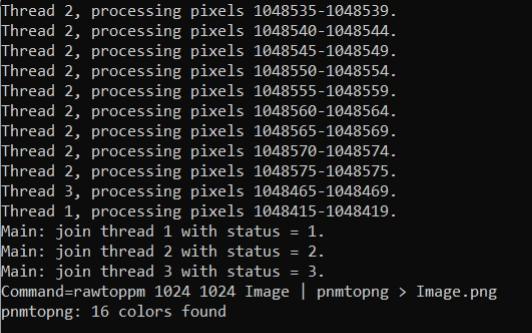 Thread 2, processing pixels 1048535-1048539.
Thread 2, processing pixels 1048540-1048544.
Thread 2, processing pixels 1048545-1048549.
Thread 2, processing pixels 1048550-1048554.
Thread 2, processing pixels 1048555-1048559.
Thread 2, processing pixels 1048560-1048564.
Thread 2, processing pixels 1048565-1048569.
Thread 2, processing pixels 1048570-1048574.
Thread 2, processing pixels 1048575-1048575.
Thread 3, processing pixels 1048465-1048469.
Thread 1, processing pixels 1048415-1048419.
Main: join thread 1 with status = 1.
Main: join thread 2 with status = 2.
Main: join thread 3 with status = 3.
Command=rawtoppm 1024 1024 Image | pnmtopng > Image.png
pnmtopng: 16 colors found